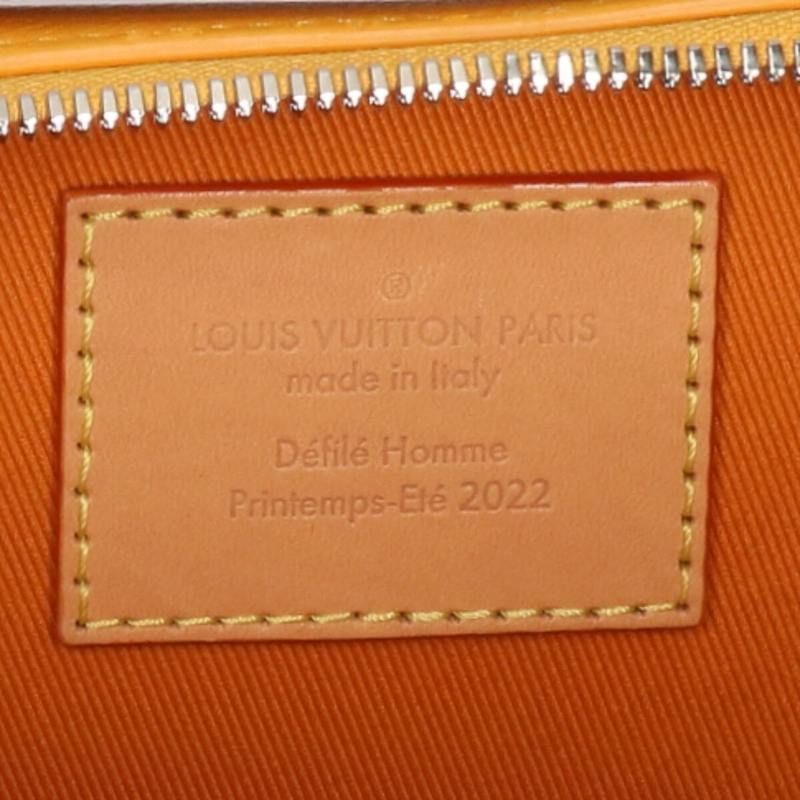 ®
LOUIS VUITTON PARIS
made in Italy
Défilé Homme
Printemps-Eté 2022